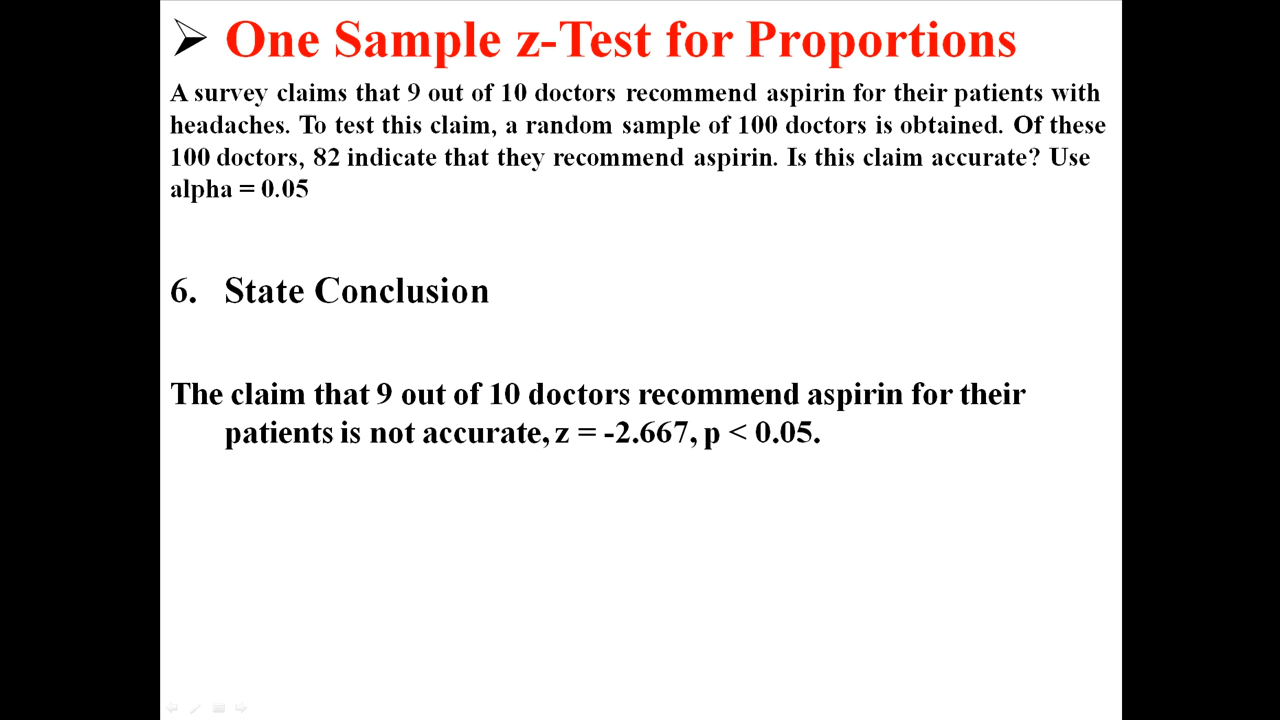 One Sample z-Test for Proportions
A survey claims that 9 out of 10 doctors recommend aspirin for their patients with
headaches. To test this claim, a random sample of 100 doctors is obtained. Of these
100 doctors, 82 indicate that they recommend aspirin. Is this claim accurate? Use
alpha = 0.05
6. State Conclusion
The claim that 9 out of 10 doctors recommend aspirin for their
patients is not accurate, z = -2.667, p < 0.05.